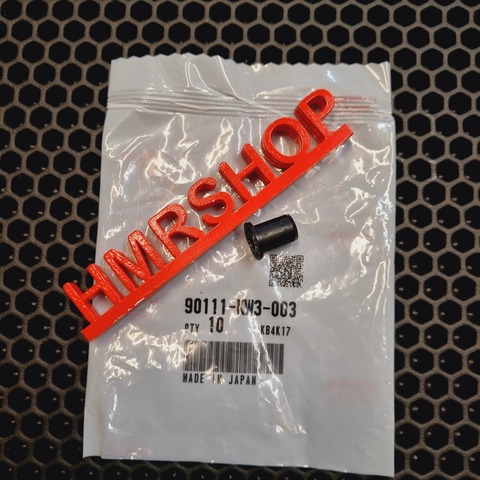 HMRSHOP
90111-KW3-003
QTY 10 KB4K17
MADE IN JAPAN